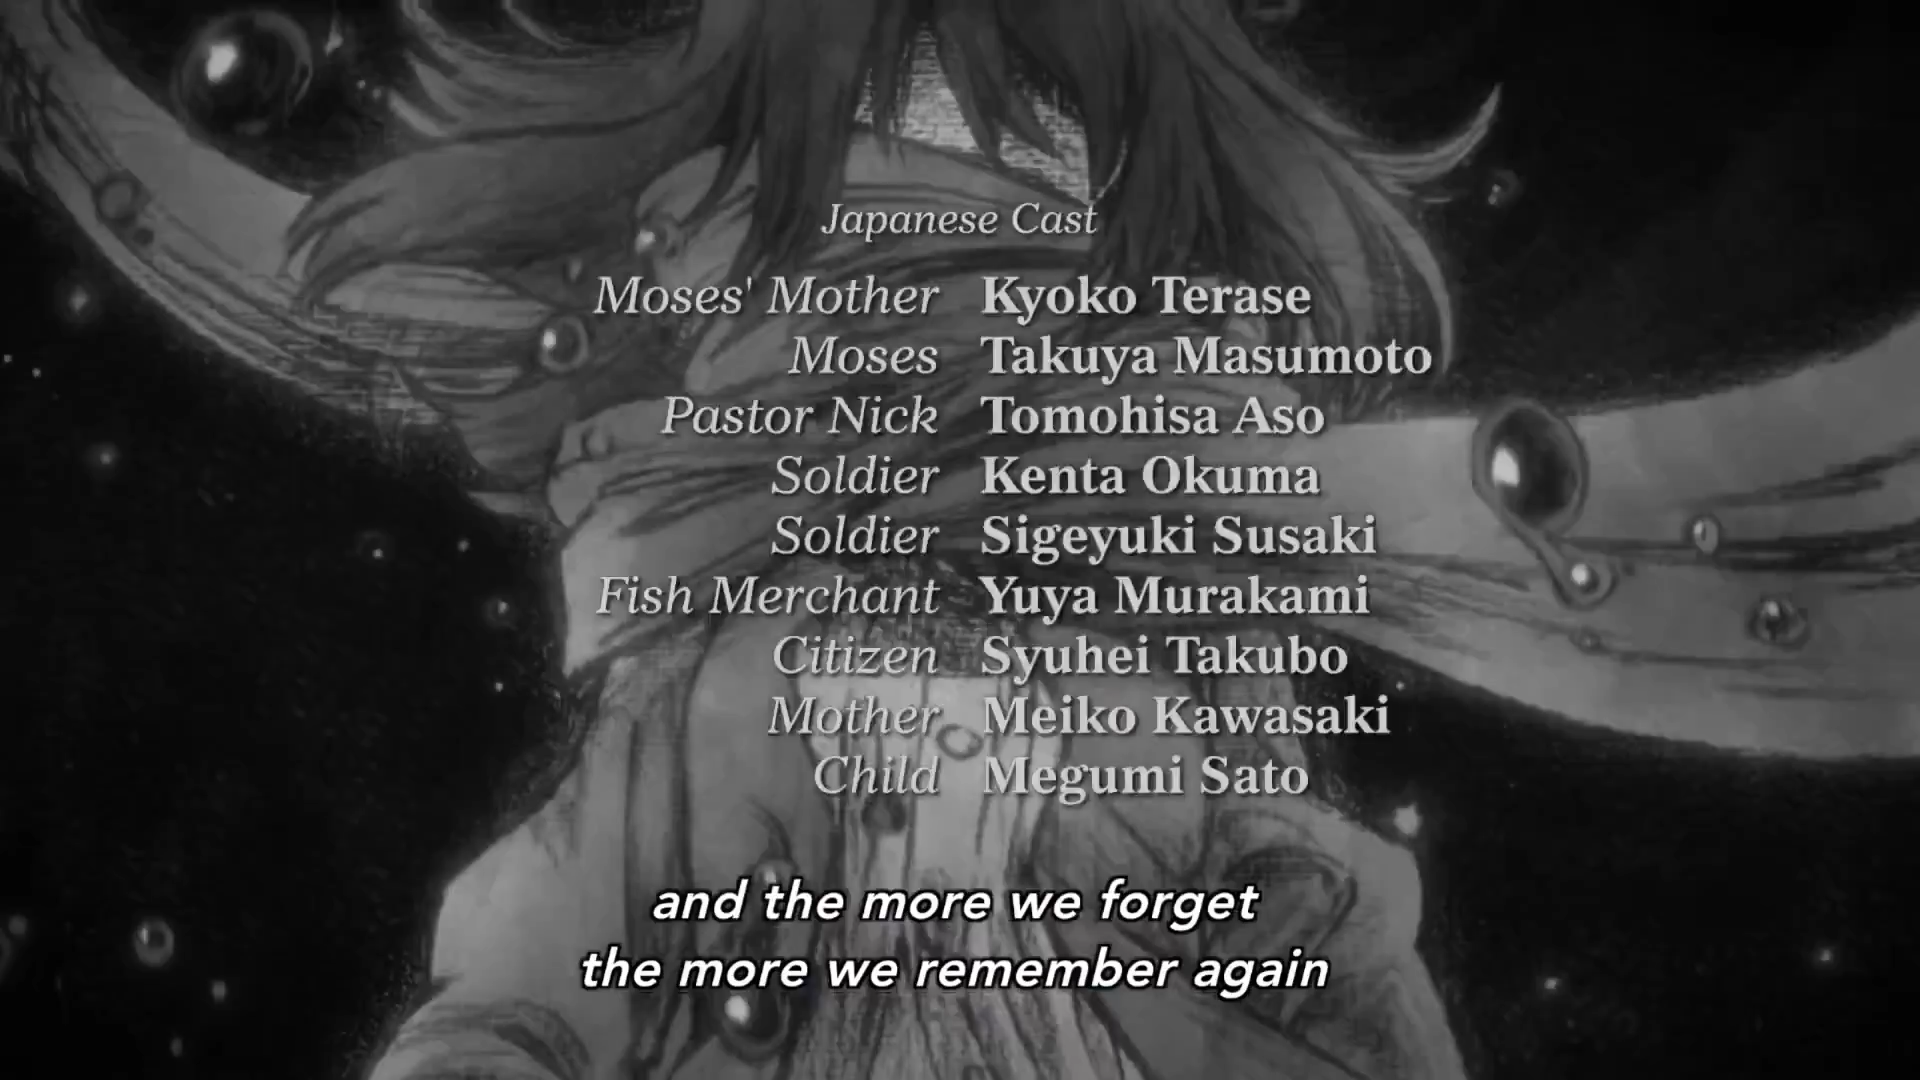 Japanese Cast
Moses' Mother Kyoko Terase
Moses Takuya Masumoto
Pastor Nick Tomohisa Aso
Soldier Kenta Okuma
Soldier Sigeyuki Susaki
Fish Merchant Yuya Murakami
Citizen Syuhei Takubo
Mother Meiko Kawasaki
Child Megumi Sato
and the more we forget
the more we remember again